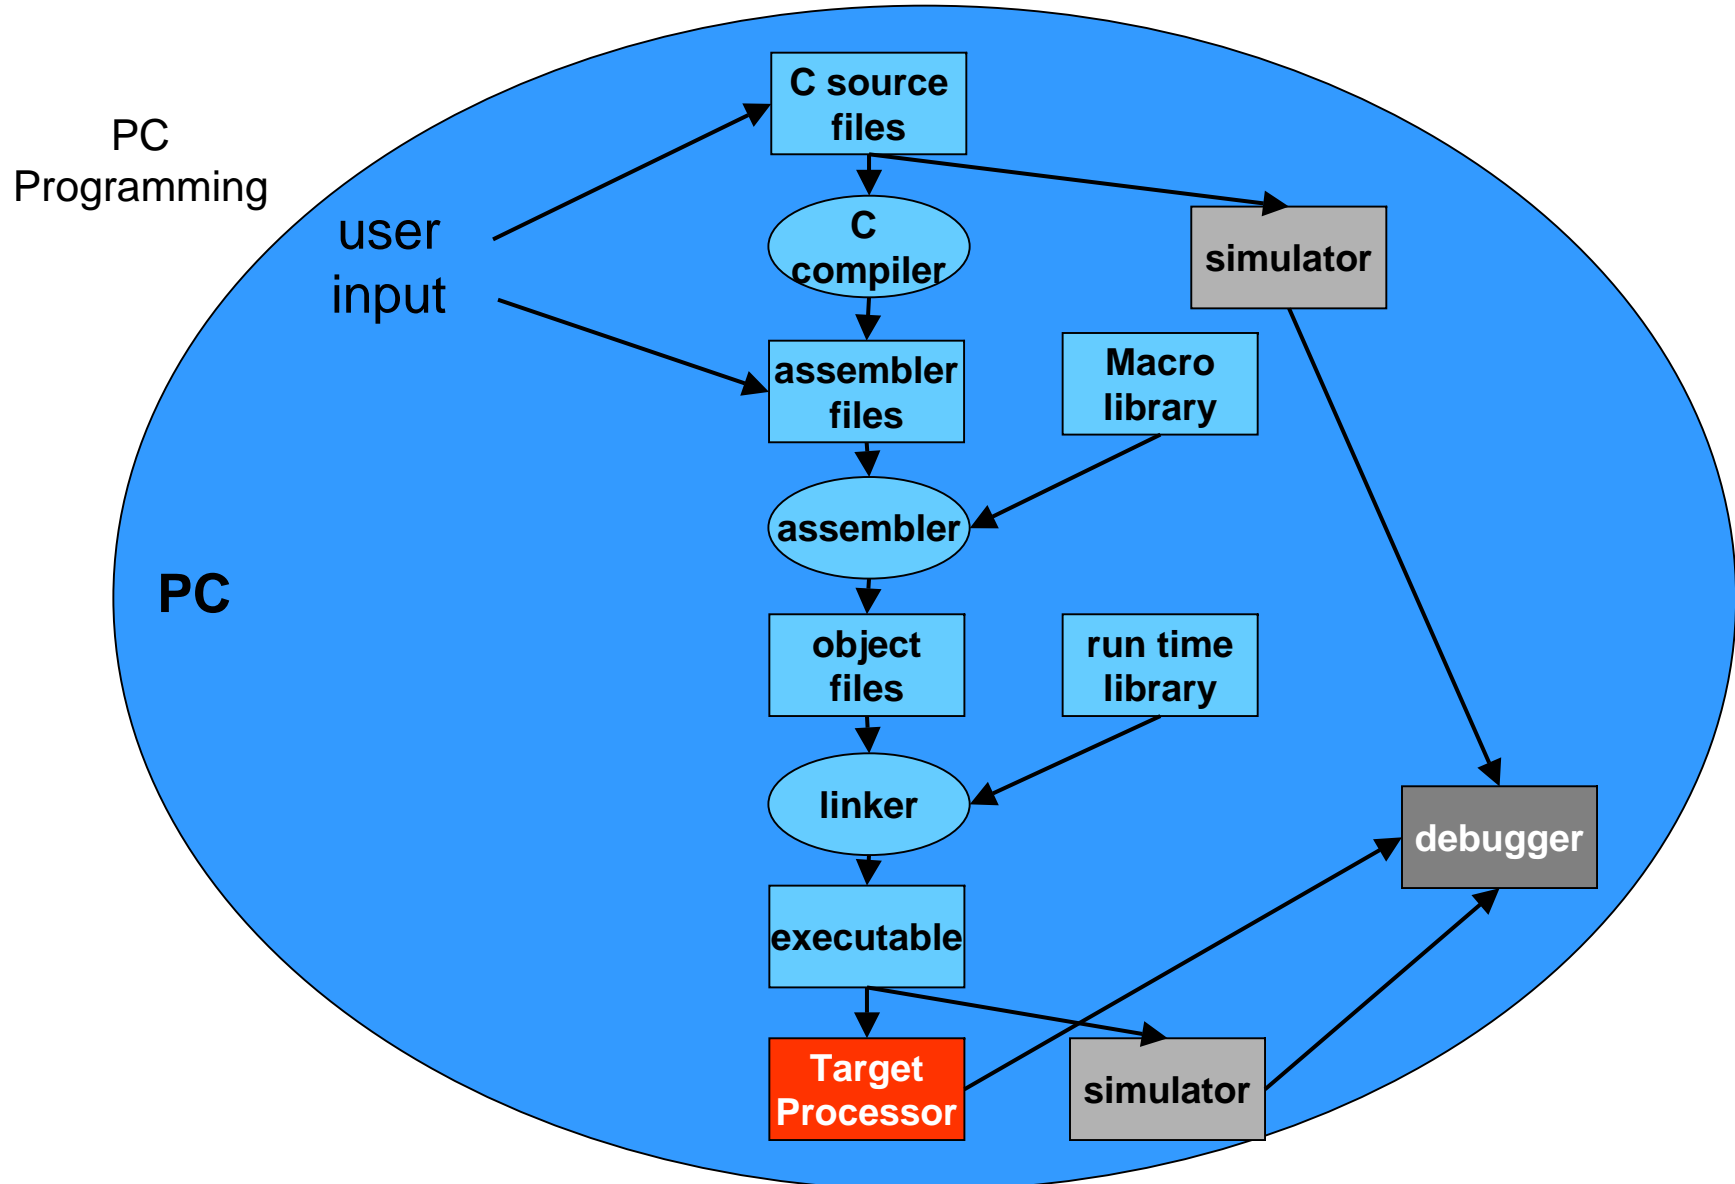 PC
Programming
user
input
C source
files
C
compiler
simulator
assembler
files
Macro
library
assembler
PC
object
files
run time
library
linker
debugger
executable
Target
Processor
simulator